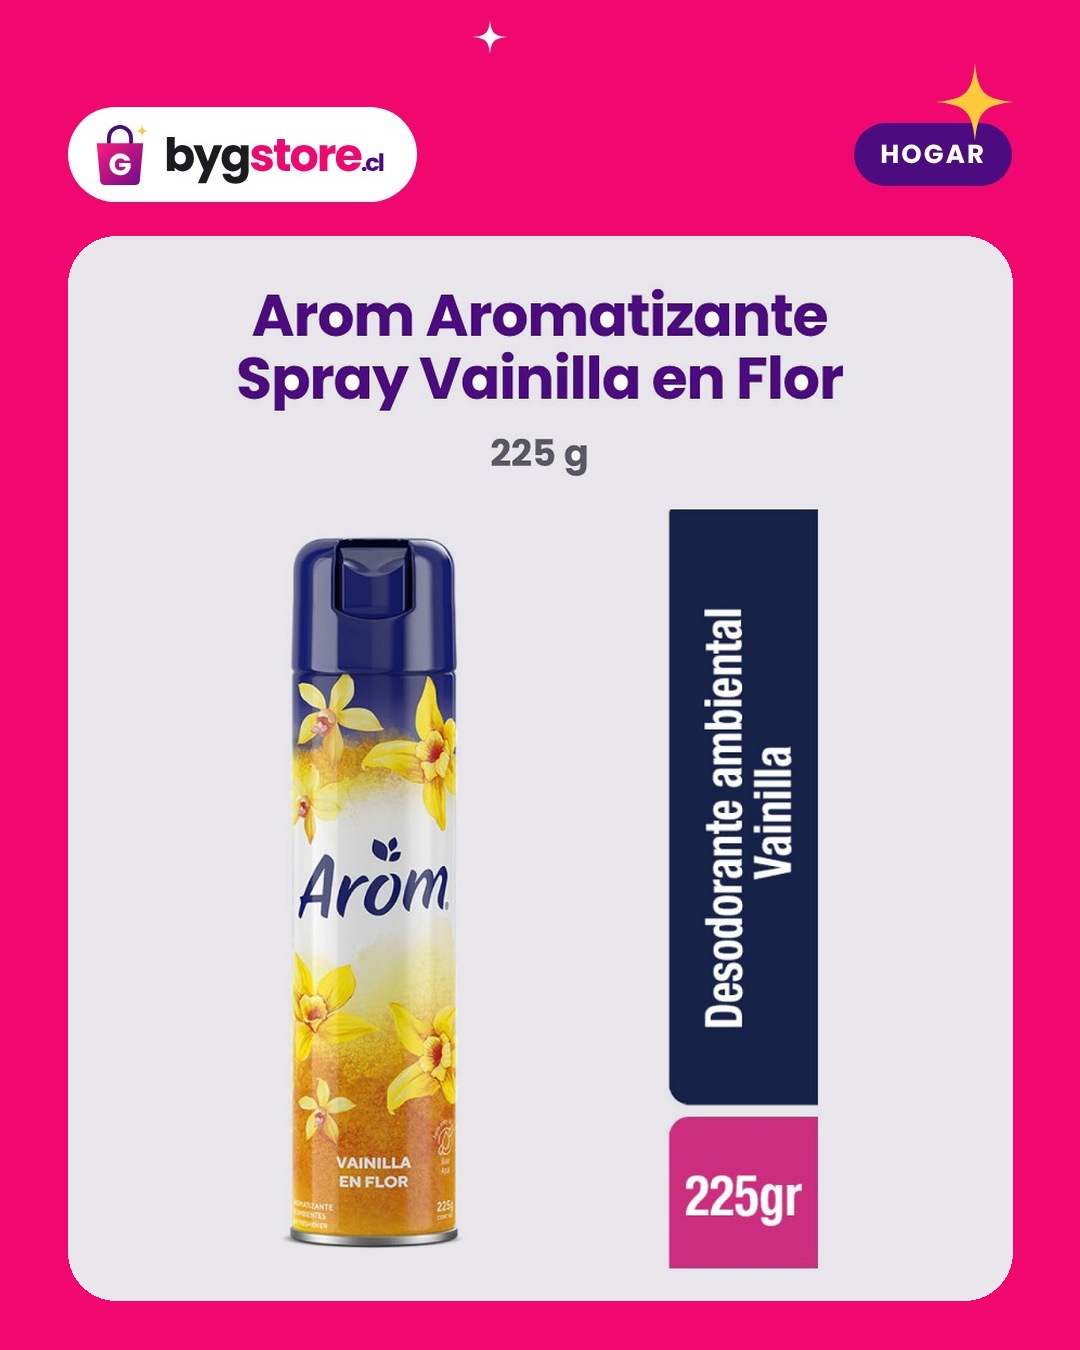 G bygstore.cl
HOGAR
Arom Aromatizante
Spray Vainilla en Flor
225 g
Arom
VAINILLA
EN FLOR
225g
Desodorante ambiental
Vainilla
225gr